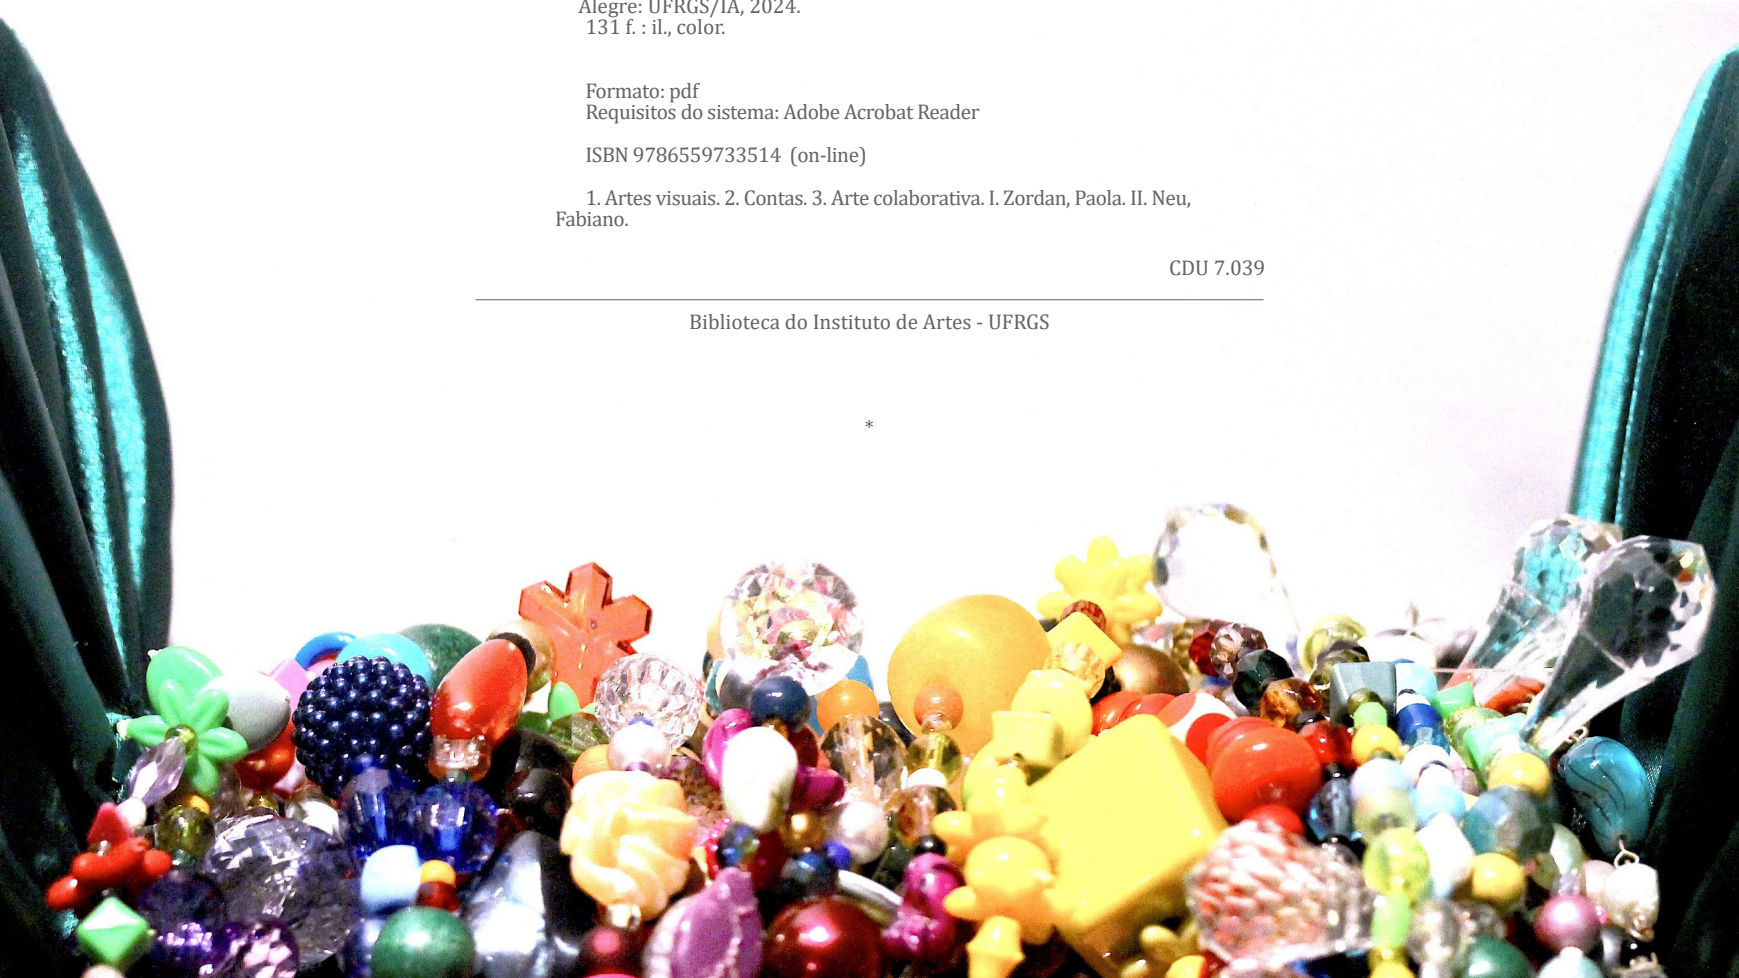 Alegre: UFRGS/IA, 2024.
131 f. : il., color.
Formato: pdf
Requisitos do sistema: Adobe Acrobat Reader
ISBN 9786559733514 (on-line)
1. Artes visuais. 2. Contas. 3. Arte colaborativa. I. Zordan, Paola. II. Neu,
Fabiano.
CDU 7.039
Biblioteca do Instituto de Artes - UFRGS
*